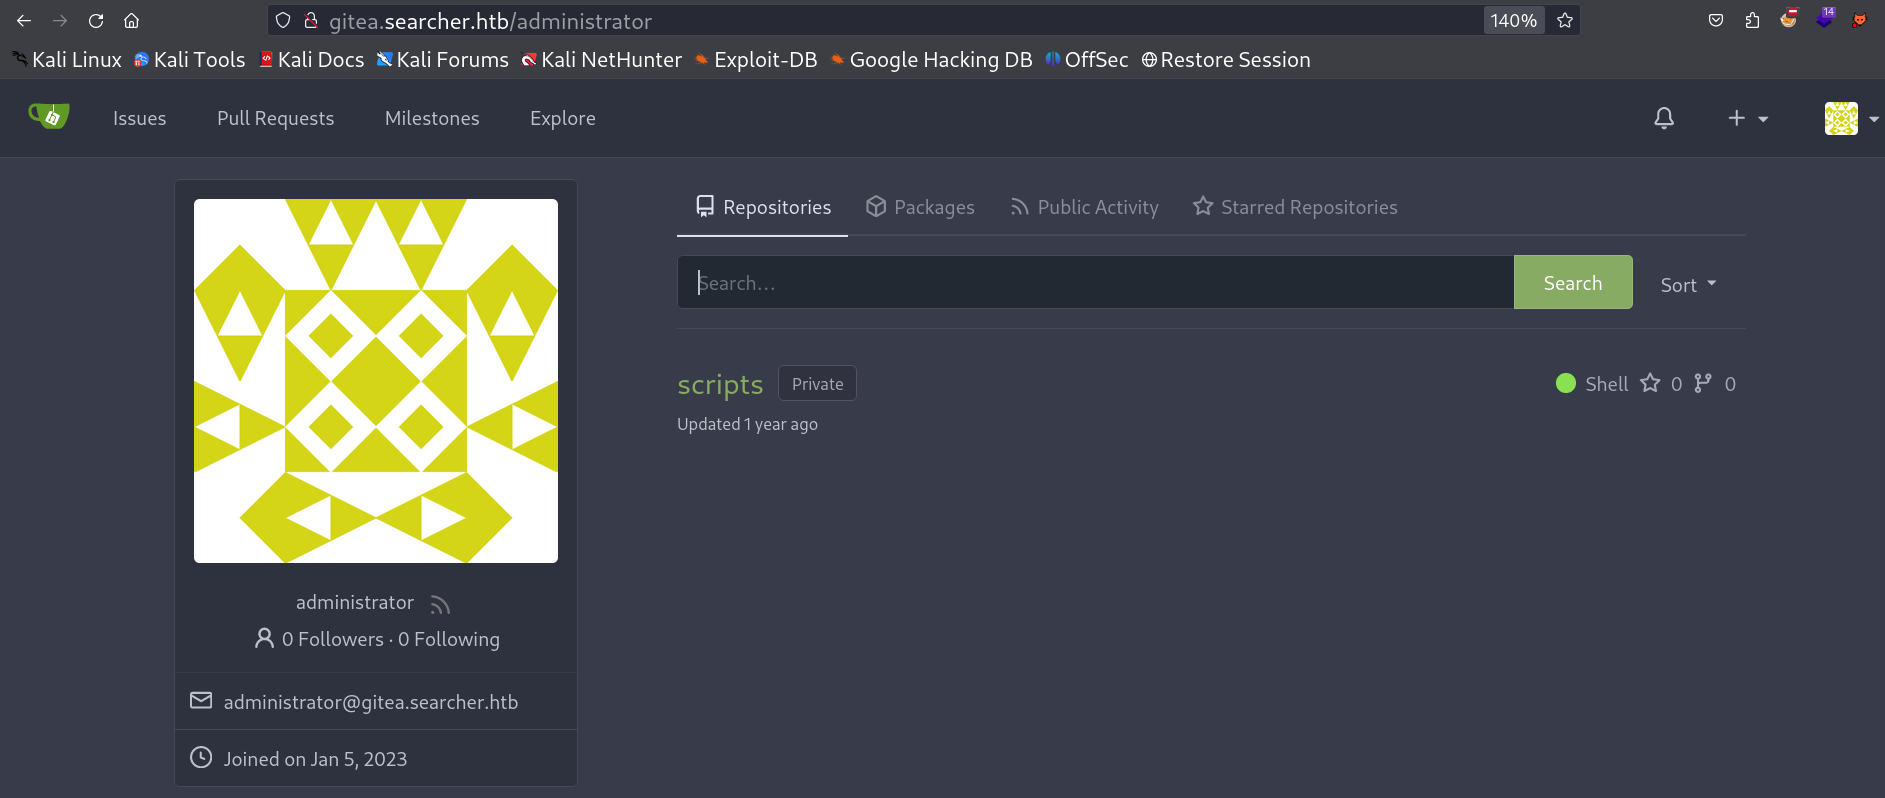 gitea.searcher.htb/administrator 140% 14
Kali Linux Kali Tools Kali Docs Kali Forums Kali NetHunter Exploit-DB Google Hacking DB OffSec Restore Session
Issues Pull Requests Milestones Explore
Repositories Packages Public Activity Starred Repositories
Search... Search Sort
scripts Private Shell 0 0
Updated 1 year ago
administrator
0 Followers · 0 Following
administrator@gitea.searcher.htb
Joined on Jan 5, 2023